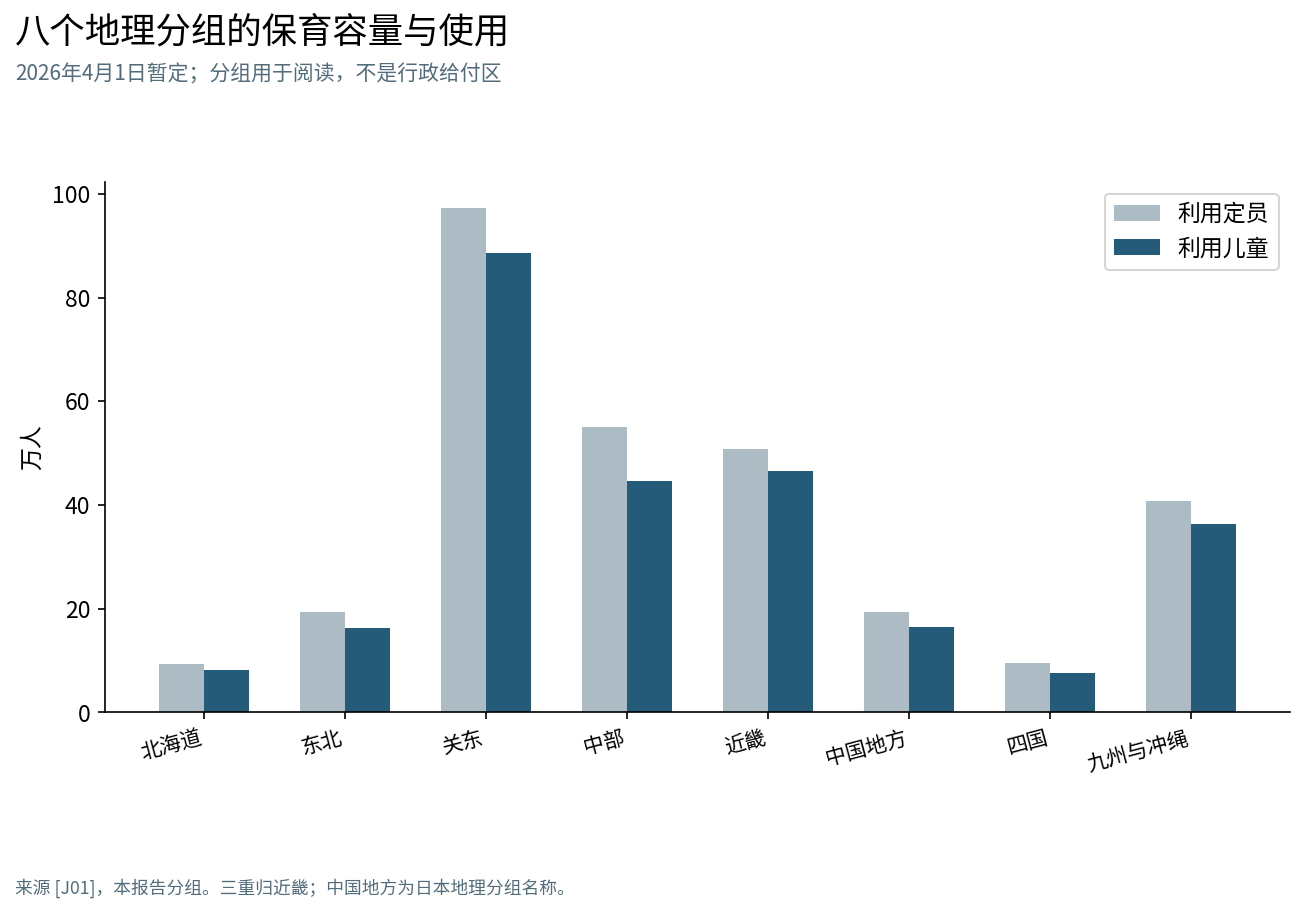 八个地理分组的保育容量与使用
2026年4月1日暂定；分组用于阅读，不是行政给付区
100
80
60
40
20
0
万人
利用定员
利用儿童
北海道
东北
关东
中部
近畿
中国地方
四国
九州与冲绳
来源 [J01]，本报告分组。三重归近畿；中国地方为日本地理分组名称。